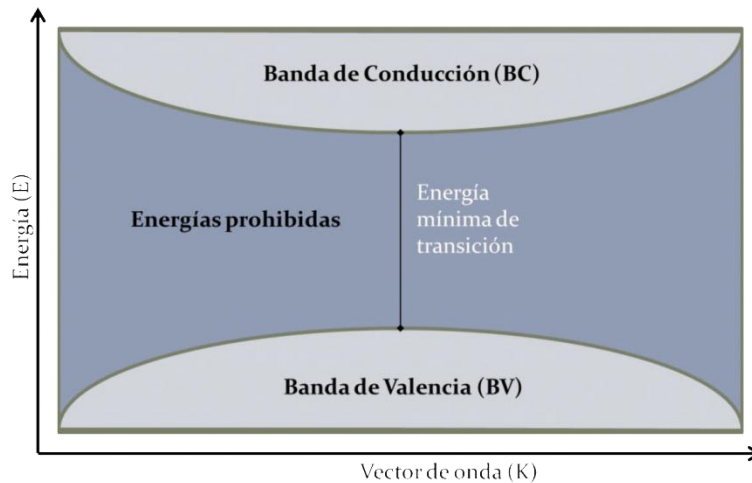 Banda de Conducción (BC)
Energía (E)
Energías prohibidas
Energía
mínima de
transición
Banda de Valencia (BV)
Vector de onda (K)